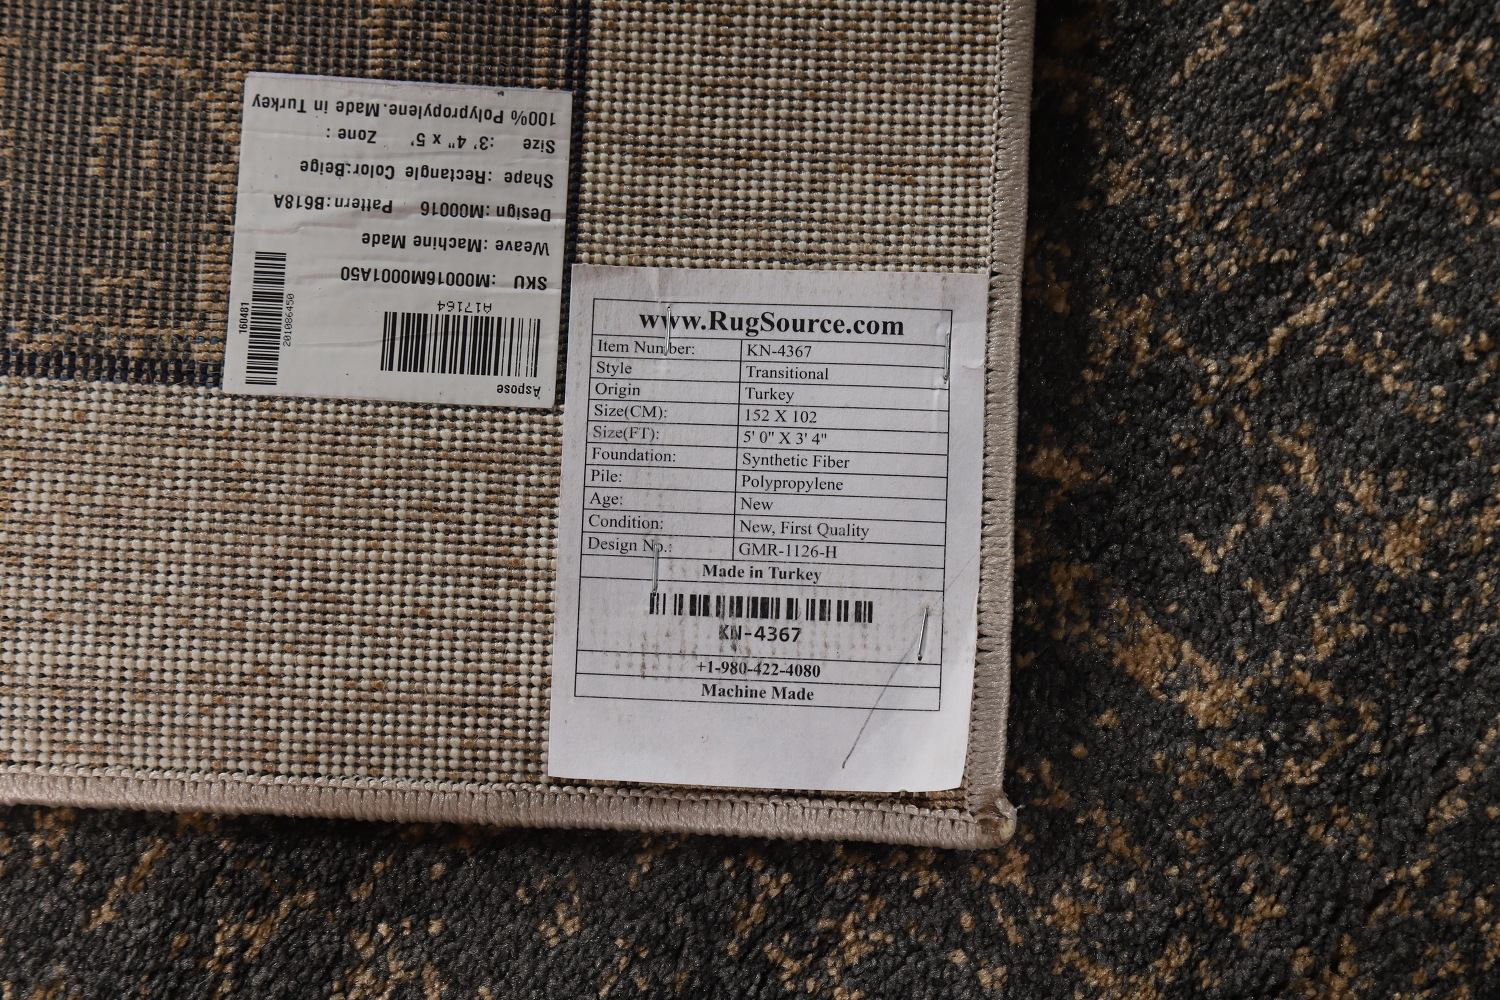 Aspose
A17164
SKU :M00016M0001A50
Weave :Machine Made
Design:M00016 Pattern:B618A
Shape :Rectangle Color:Beige
Size :3' 4" x 5' Zone :
100% Polypropylene.Made in Turkey
160481
201086450
www.RugSource.com
Item Number: KN-4367
Style Transitional
Origin Turkey
Size(CM): 152 X 102
Size(FT): 5' 0" X 3' 4"
Foundation: Synthetic Fiber
Pile: Polypropylene
Age: New
Condition: New, First Quality
Design No.: GMR-1126-H
Made in Turkey
KN-4367
+1-980-422-4080
Machine Made